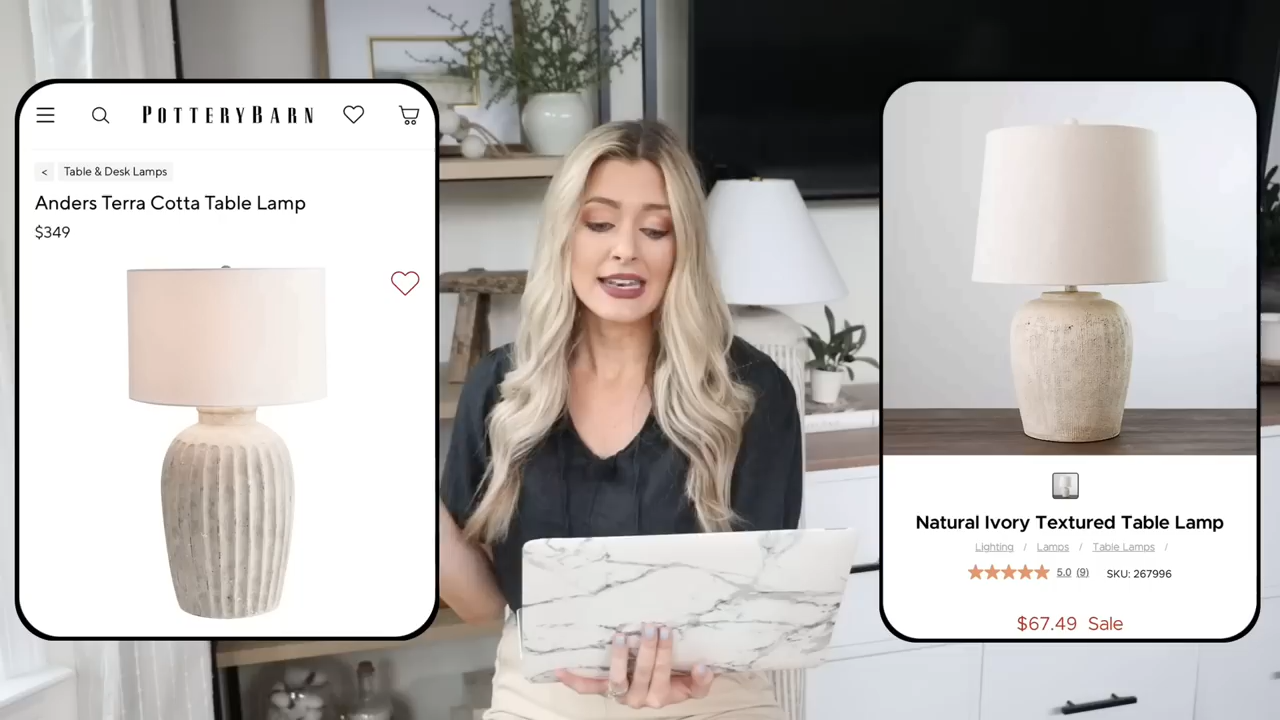 POTTERYBARN
< Table & Desk Lamps
Anders Terra Cotta Table Lamp
$349
Natural Ivory Textured Table Lamp
Lighting / Lamps / Table Lamps /
5.0 (9) SKU: 267996
$67.49 Sale